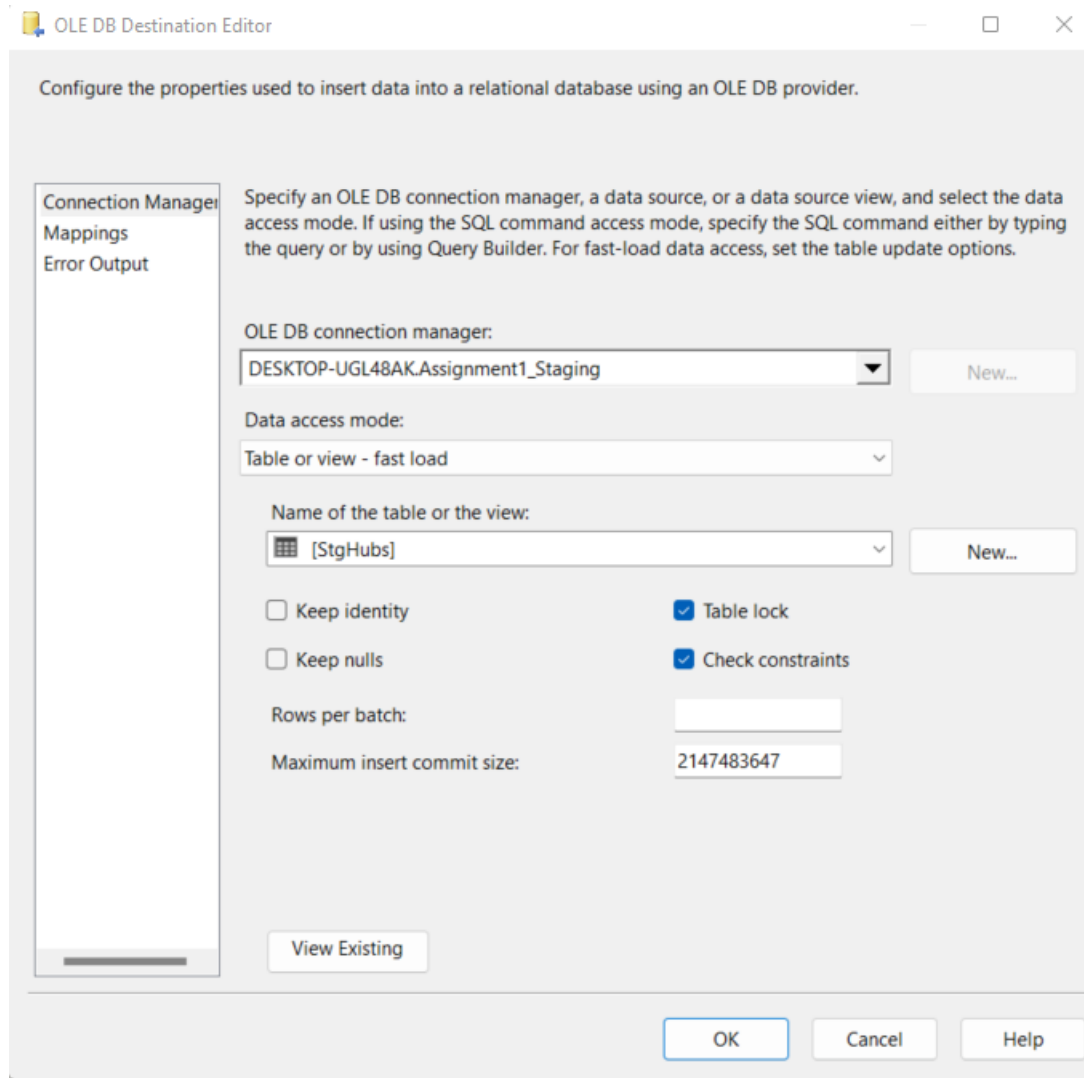 OLE DB Destination Editor
Configure the properties used to insert data into a relational database using an OLE DB provider.
Connection Manager
Mappings
Error Output
Specify an OLE DB connection manager, a data source, or a data source view, and select the data
access mode. If using the SQL command access mode, specify the SQL command either by typing
the query or by using Query Builder. For fast-load data access, set the table update options.
OLE DB connection manager:
DESKTOP-UGL48AK.Assignment1_Staging
New...
Data access mode:
Table or view - fast load
Name of the table or the view:
[StgHubs]
New...
Keep identity
Table lock
Keep nulls
Check constraints
Rows per batch:
Maximum insert commit size:
2147483647
View Existing
OK
Cancel
Help